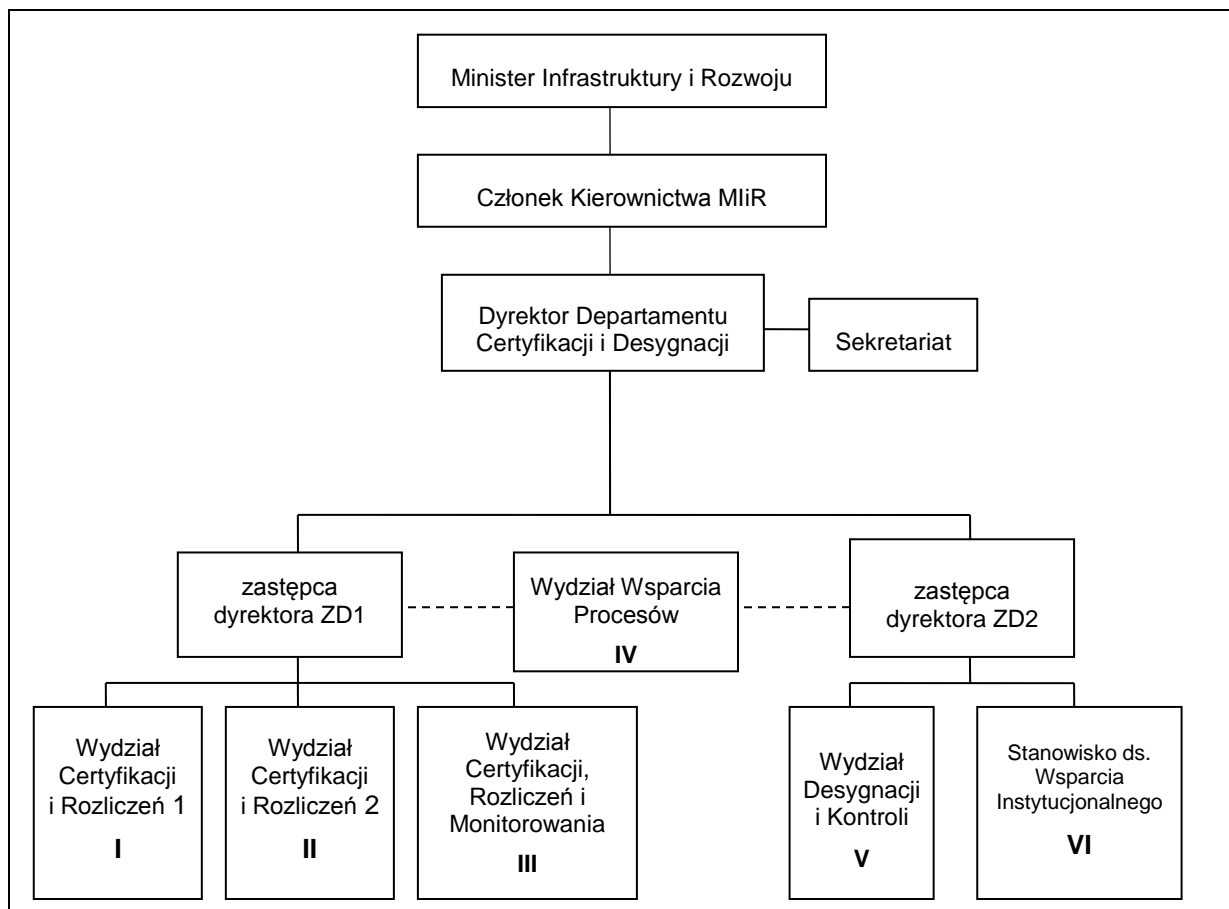 Minister Infrastruktury i Rozwoju
Członek Kierownictwa MIiR
Dyrektor Departamentu
Certyfikacji i Desygnacji
Sekretariat
zastępca
dyrektora ZD1
Wydział Wsparcia
Procesów
IV
zastępca
dyrektora ZD2
Wydział
Certyfikacji
i Rozliczeń 1
I
Wydział
Certyfikacji
i Rozliczeń 2
II
Wydział
Certyfikacji,
Rozliczeń i
Monitorowania
III
Wydział
Desygnacji
i Kontroli
V
Stanowisko ds.
Wsparcia
Instytucjonalnego
VI